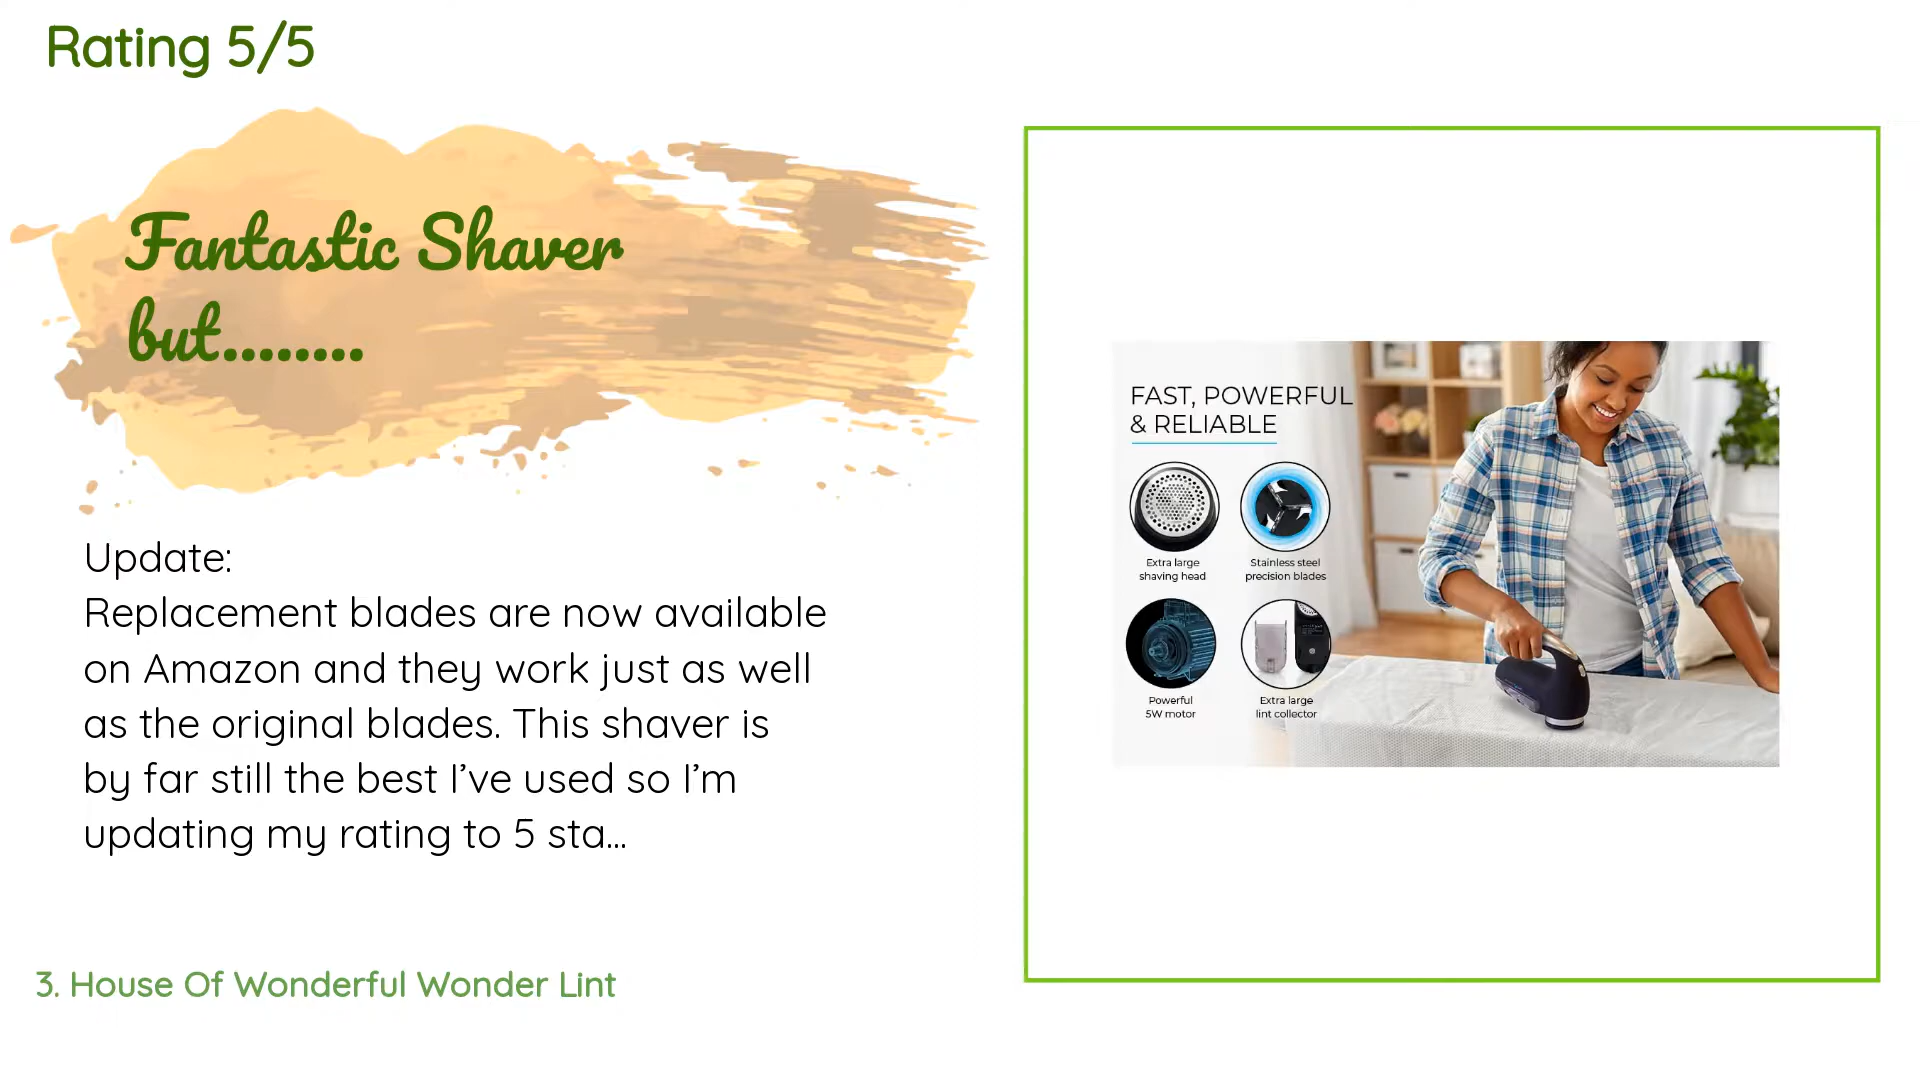 Rating 5/5
Fantastic Shaver
but........
Update:
Replacement blades are now available
on Amazon and they work just as well
as the original blades. This shaver is
by far still the best I’ve used so I’m
updating my rating to 5 sta...
3. House Of Wonderful Wonder Lint
FAST, POWERFUL
& RELIABLE
Extra large
shaving head
Stainless steel
precision blades
Powerful
5W motor
Extra large
lint collector